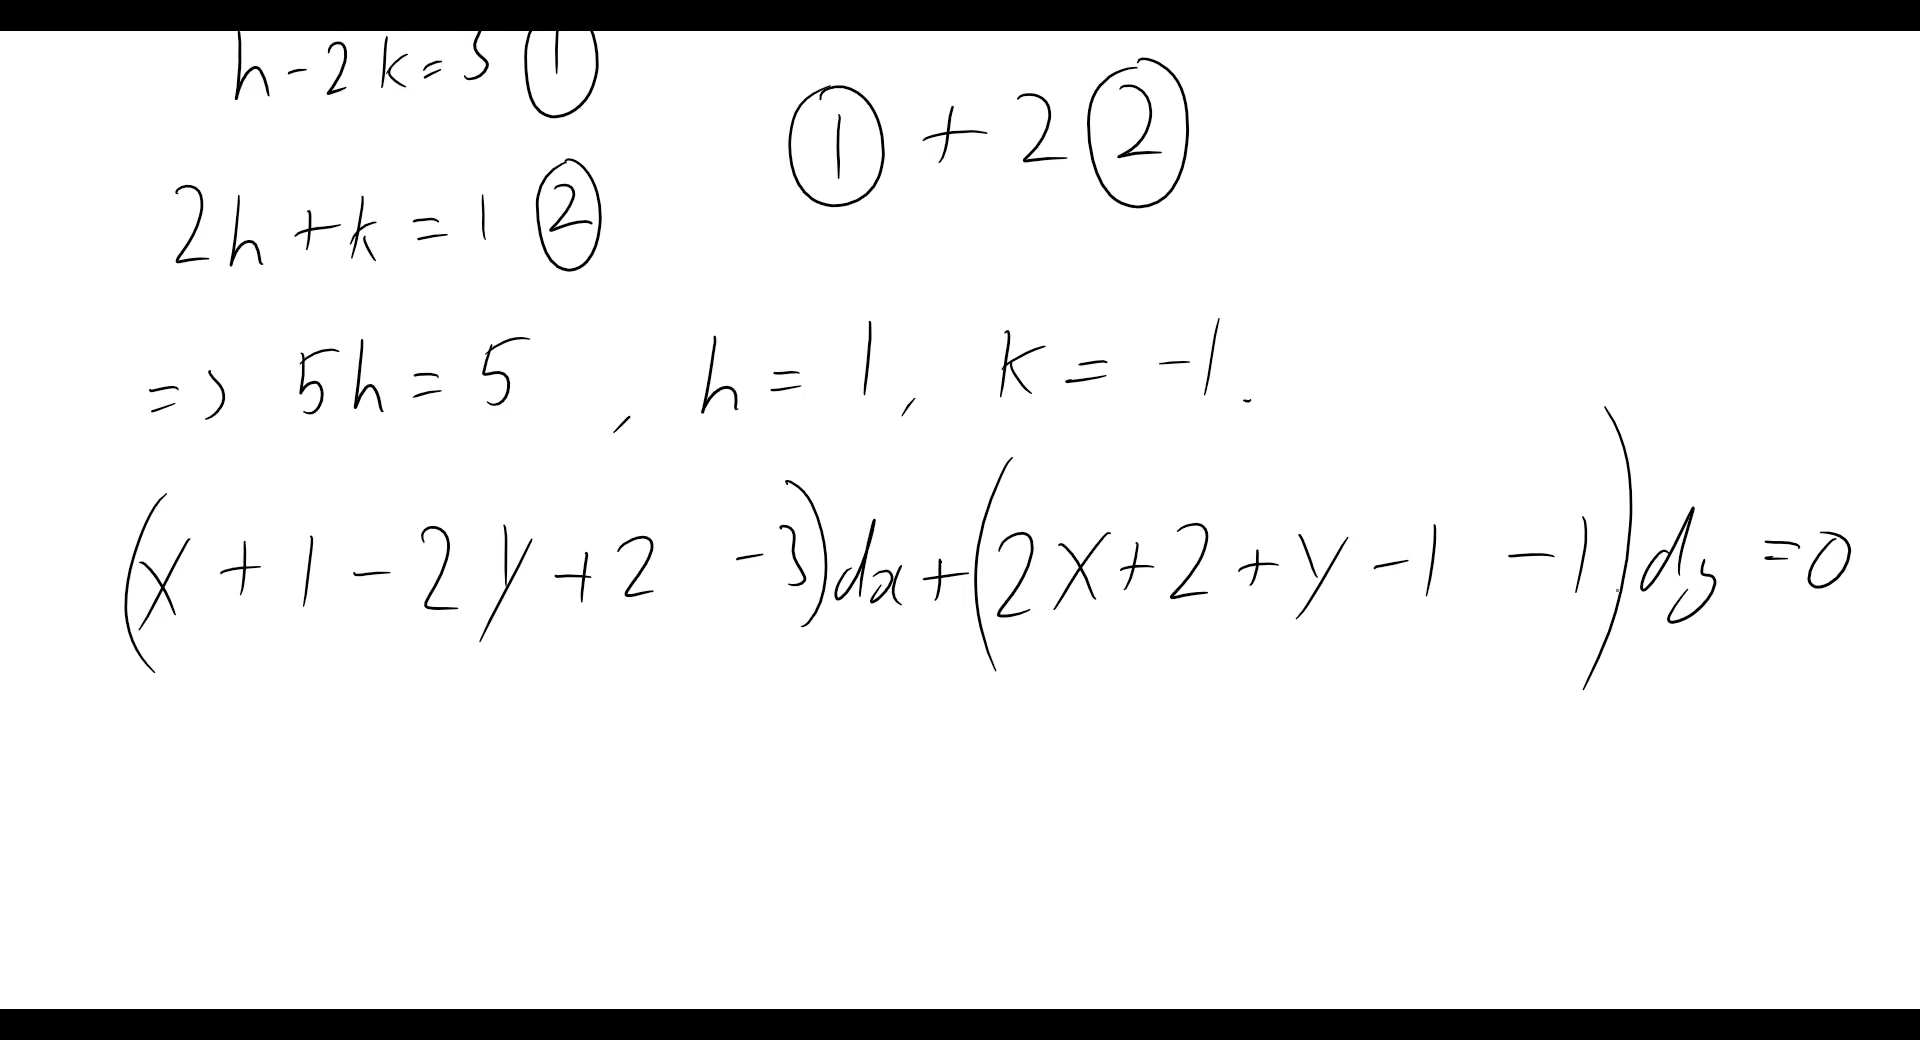 h - 2k = 3 ①
① + 2②
2h + k = 1 ②
=> 5h = 5 , h = 1 , k = -1.
(x + 1 - 2y + 2 - 3)dx + (2x + 2 + y - 1 - 1)dy = 0